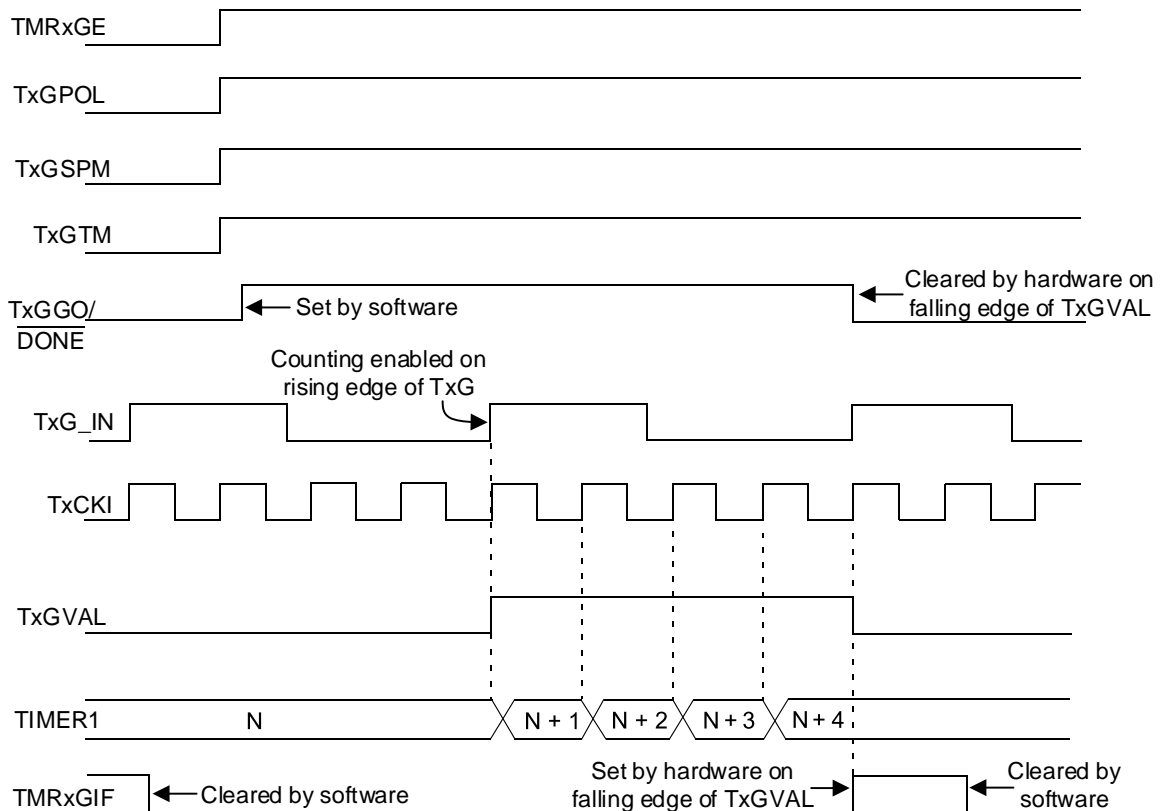 TMRxGE
TxGPOL
TxGSPM
TxGTM
TxGGO/
DONE
Set by software
Cleared by hardware on
falling edge of TxGVAL
Counting enabled on
rising edge of TxG
TxG_IN
TxCKI
TxGVAL
TIMER1
N
N + 1
N + 2
N + 3
N + 4
TMRxGIF
Cleared by software
Set by hardware on
falling edge of TxGVAL
Cleared by
software